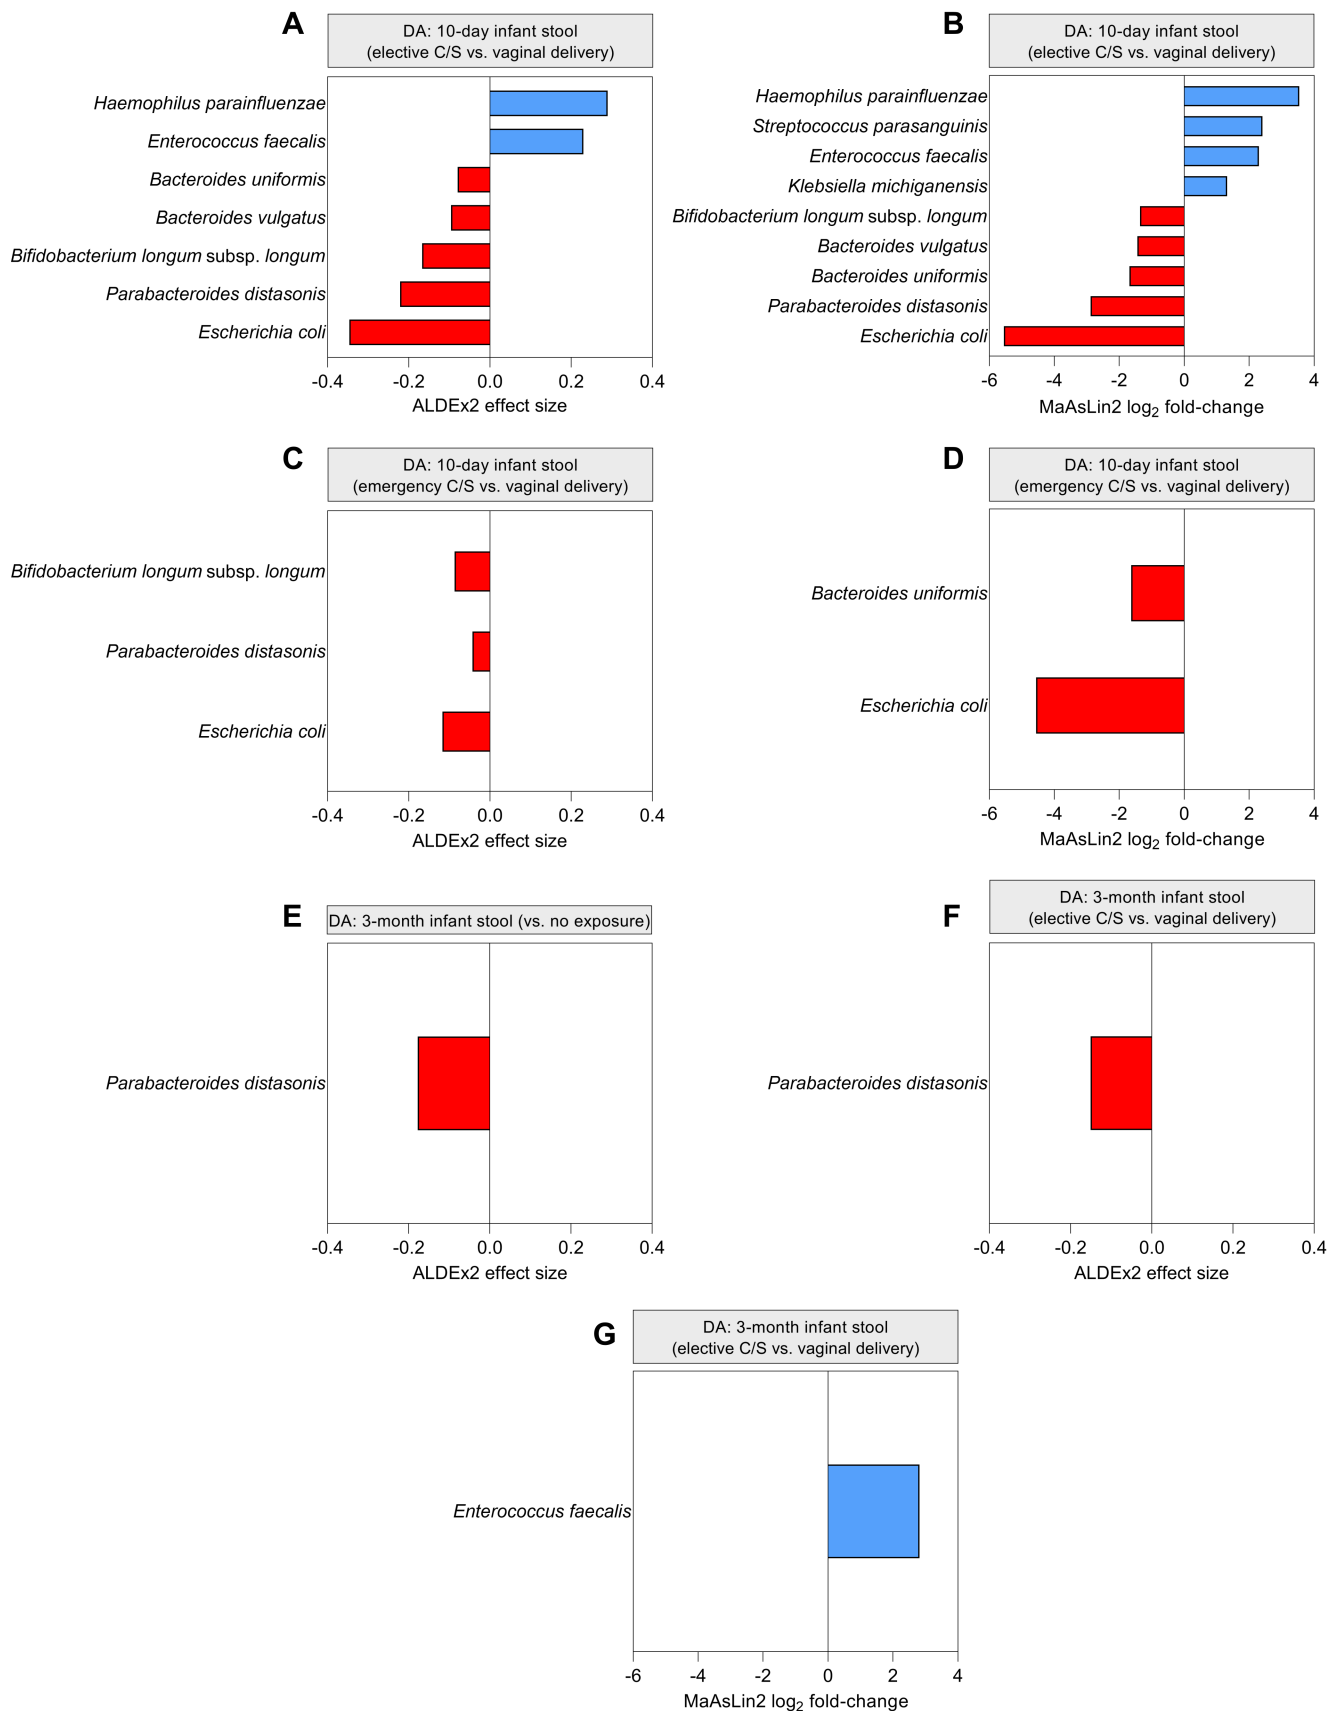 A
DA: 10-day infant stool
(elective C/S vs. vaginal delivery)
Haemophilus parainfluenzae
Enterococcus faecalis
Bacteroides uniformis
Bacteroides vulgatus
Bifidobacterium longum subsp. longum
Parabacteroides distasonis
Escherichia coli
-0.4 -0.2 0.0 0.2 0.4
ALDEx2 effect size
B
DA: 10-day infant stool
(elective C/S vs. vaginal delivery)
Haemophilus parainfluenzae
Streptococcus parasanguinis
Enterococcus faecalis
Klebsiella michiganensis
Bifidobacterium longum subsp. longum
Bacteroides vulgatus
Bacteroides uniformis
Parabacteroides distasonis
Escherichia coli
-6 -4 -2 0 2 4
MaAsLin2 log2 fold-change
C
DA: 10-day infant stool
(emergency C/S vs. vaginal delivery)
Bifidobacterium longum subsp. longum
Parabacteroides distasonis
Escherichia coli
-0.4 -0.2 0.0 0.2 0.4
ALDEx2 effect size
D
DA: 10-day infant stool
(emergency C/S vs. vaginal delivery)
Bacteroides uniformis
Escherichia coli
-6 -4 -2 0 2 4
MaAsLin2 log2 fold-change
E
DA: 3-month infant stool (vs. no exposure)
Parabacteroides distasonis
-0.4 -0.2 0.0 0.2 0.4
ALDEx2 effect size
F
DA: 3-month infant stool
(elective C/S vs. vaginal delivery)
Parabacteroides distasonis
-0.4 -0.2 0.0 0.2 0.4
ALDEx2 effect size
G
DA: 3-month infant stool
(elective C/S vs. vaginal delivery)
Enterococcus faecalis
-6 -4 -2 0 2 4
MaAsLin2 log2 fold-change